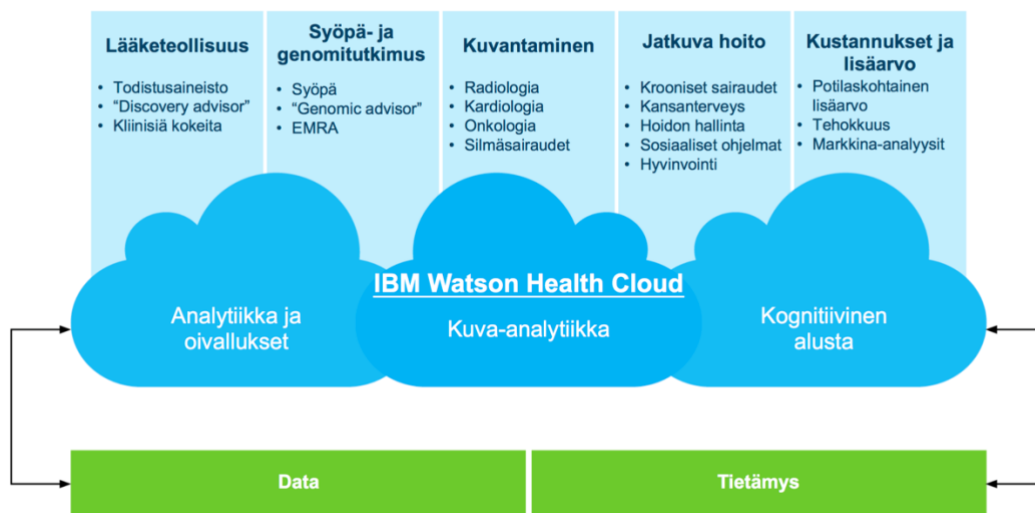 Lääketeollisuus
• Todistusaineisto
• “Discovery advisor”
• Kliinisiä kokeita
Syöpä- ja
genomitutkimus
• Syöpä
• “Genomic advisor”
• EMRA
Kuvantaminen
• Radiologia
• Kardiologia
• Onkologia
• Silmäsairaudet
Jatkuva hoito
• Krooniset sairaudet
• Kansanterveys
• Hoidon hallinta
• Sosiaaliset ohjelmat
• Hyvinvointi
Kustannukset ja
lisäarvo
• Potilaskohtainen
lisäarvo
• Tehokkuus
• Markkina-analyysit
IBM Watson Health Cloud
Analytiikka ja
oivallukset
Kuva-analytiikka
Kognitiivinen
alusta
Data
Tietämys